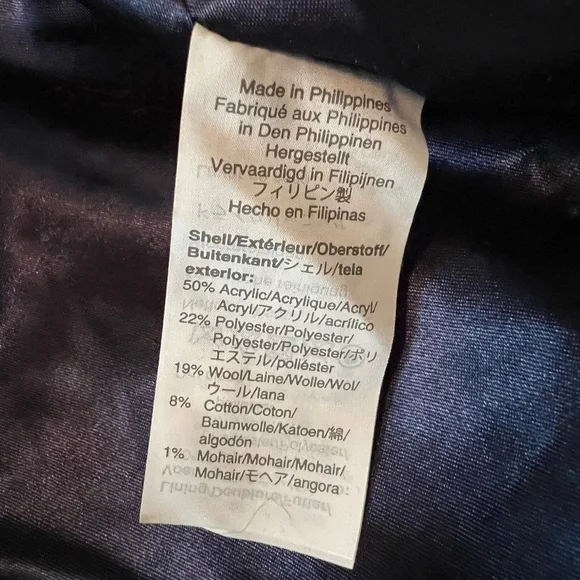 Made in Philippines
Fabriqué aux Philippines
in Den Philippinen
Hergestellt
Vervaardigd in Filipijnen
フィリピン製
Hecho en Filipinas
Shell/Extérieur/Oberstoff/
Buitenkant/シェル/tela
exterior:
50% Acrylic/Acrylique/Acryl/
Acryl/アクリル/acrílico
22% Polyester/Polyester/
Polyester/Polyester/ポリ
エステル/poliéster
19% Wool/Laine/Wolle/Wol/
ウール/lana
8% Cotton/Coton/
Baumwolle/Katoen/綿/
algodón
1% Mohair/Mohair/Mohair/
Mohair/モヘア/angora